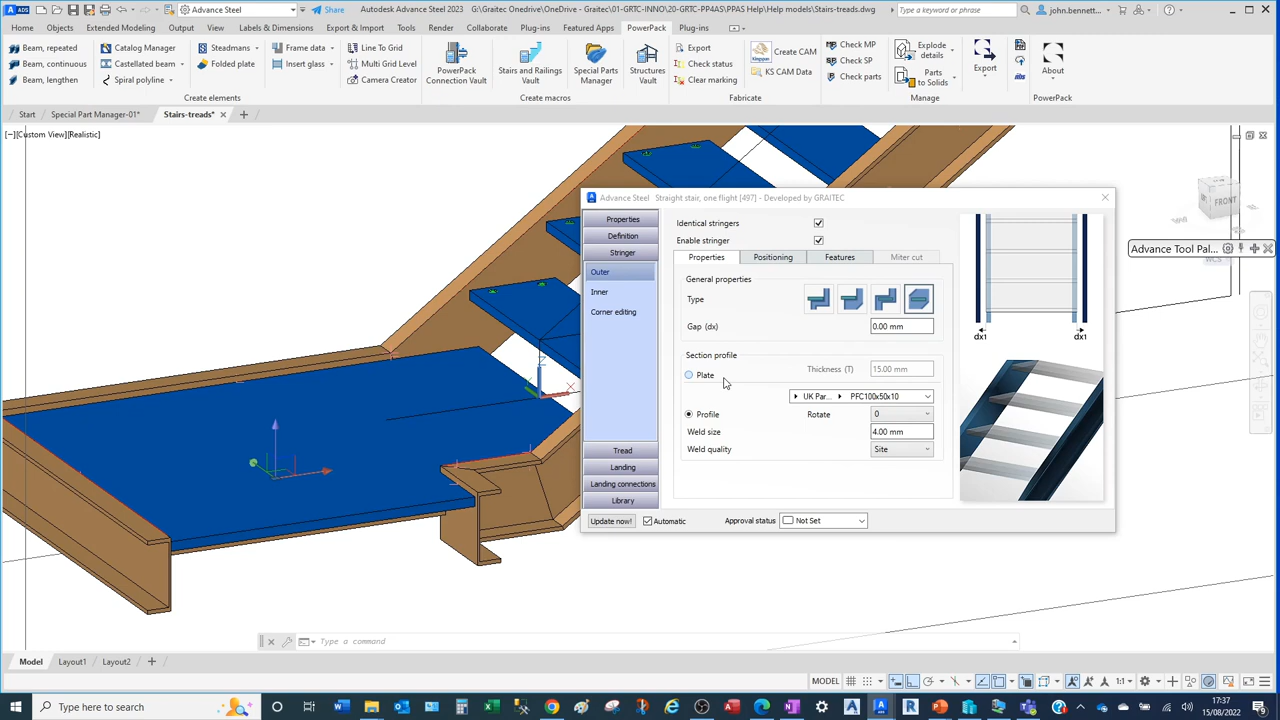 ADS
Advance Steel
Share
Autodesk Advance Steel 2023
G:\Graitec Onedrive\OneDrive - Graitec\01-GRTC-INNO\20-GRTC-PP4AS\PPAS Help\Models\Stairs-treads.dwg
Type a keyword or phrase
john.bennett...
Home Objects Extended Modeling Output View Labels & Dimensions Export & Import Tools Render Collaborate Plug-ins Featured Apps PowerPack Plug-ins
Beam, repeated
Beam, continuous
Beam, lengthen
Catalog Manager
Castellated beam
Spiral polyline
Steadmans
Folded plate
Frame data
Insert glass
Line To Grid
Multi Grid Level
Camera Creator
Create elements
PowerPack
Connection Vault
Stairs and Railings
Vault
Special Parts
Manager
Structures
Vault
Create macros
Export
Check status
Clear marking
Create CAM
KS CAM Data
Fabricate
Check MP
Check SP
Check parts
Explode
details
Parts
to Solids
Export
Manage
About
PowerPack
Start
Special Part Manager-01*
Stairs-treads*
[−][Custom View][Realistic]
Advance Steel Straight stair, one flight [497] - Developed by GRAITEC
Properties
Definition
Stringer
Outer
Inner
Corner editing
Tread
Landing
Landing connections
Library
Identical stringers
Enable stringer
Properties Positioning Features Miter cut
General properties
Type
Gap (dx) 0.00 mm
Section profile
Plate Thickness (T) 15.00 mm
UK Par... PFC100x50x10
Profile Rotate 0
Weld size 4.00 mm
Weld quality Site
dx1 dx1
Update now! Automatic Approval status Not Set
FRONT
Advance Tool Pal...
WCS
Z
X
Type a command
Model Layout1 Layout2
MODEL
1:1
Type here to search
17:37
15/08/2022